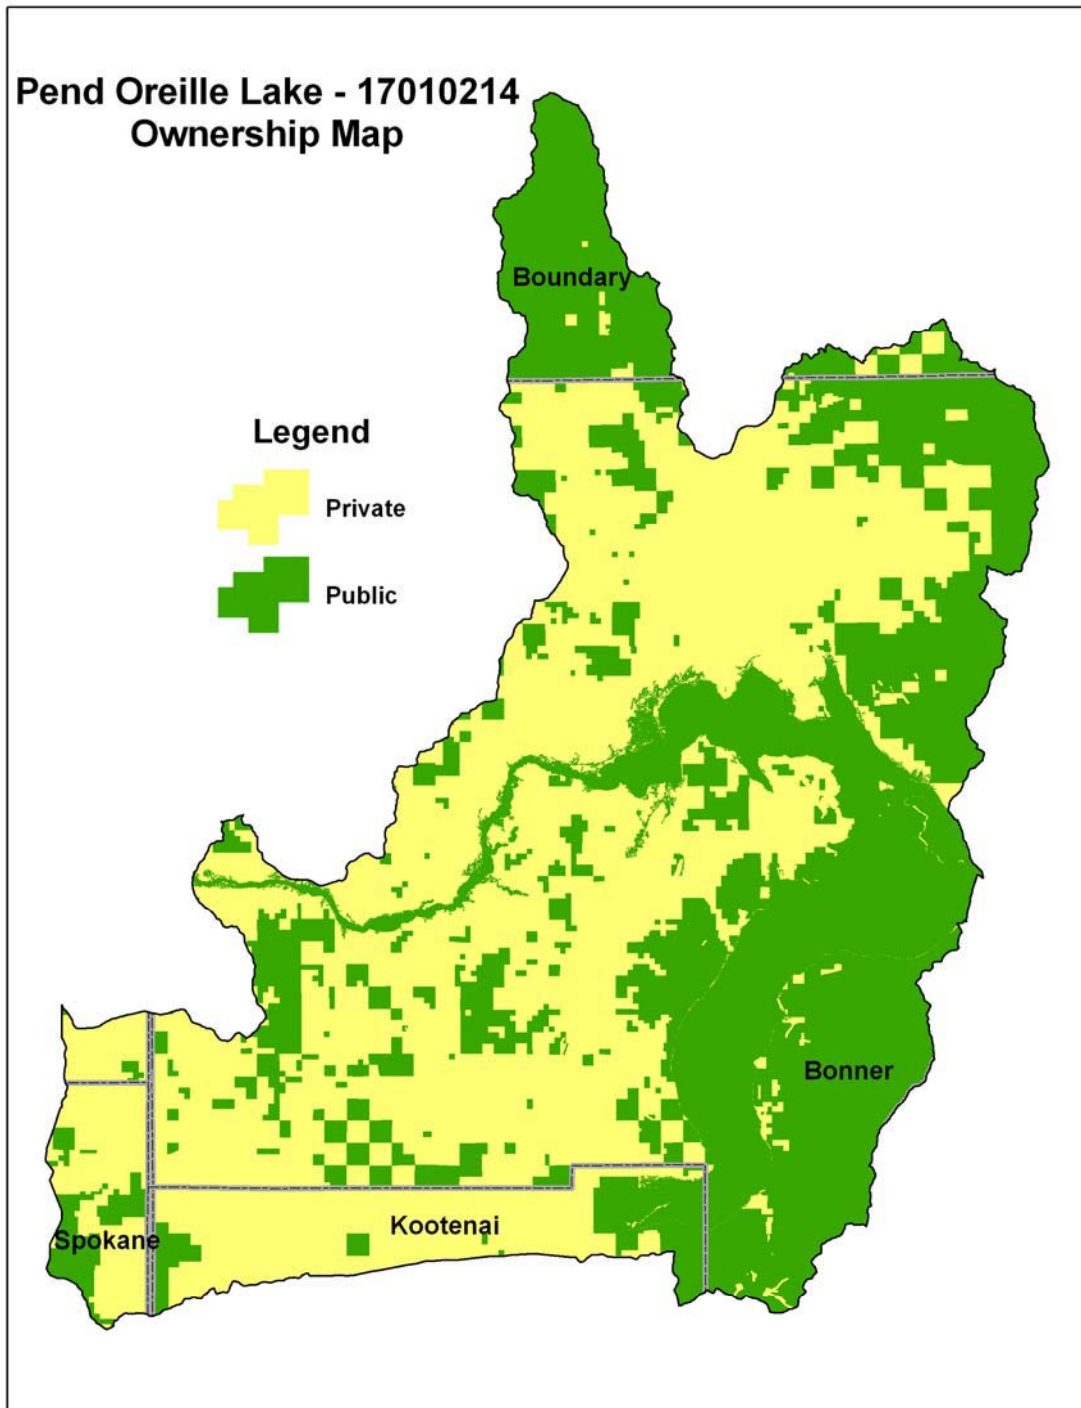 Pend Oreille Lake - 17010214
Ownership Map
Boundary
Legend
Private
Public
Bonner
Kootenai
Spokane